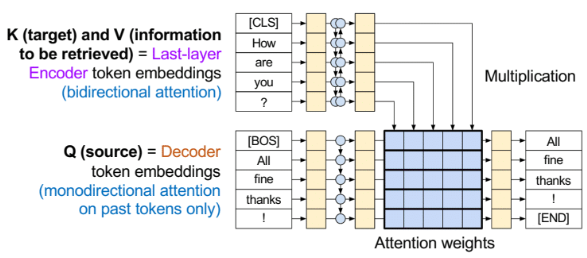 K (target) and V (information
to be retrieved) = Last-layer
Encoder token embeddings
(bidirectional attention)
[CLS]
How
are
you
?
Multiplication
Q (source) = Decoder
token embeddings
(monodirectional attention
on past tokens only)
[BOS]
All
fine
thanks
!
All
fine
thanks
!
[END]
Attention weights